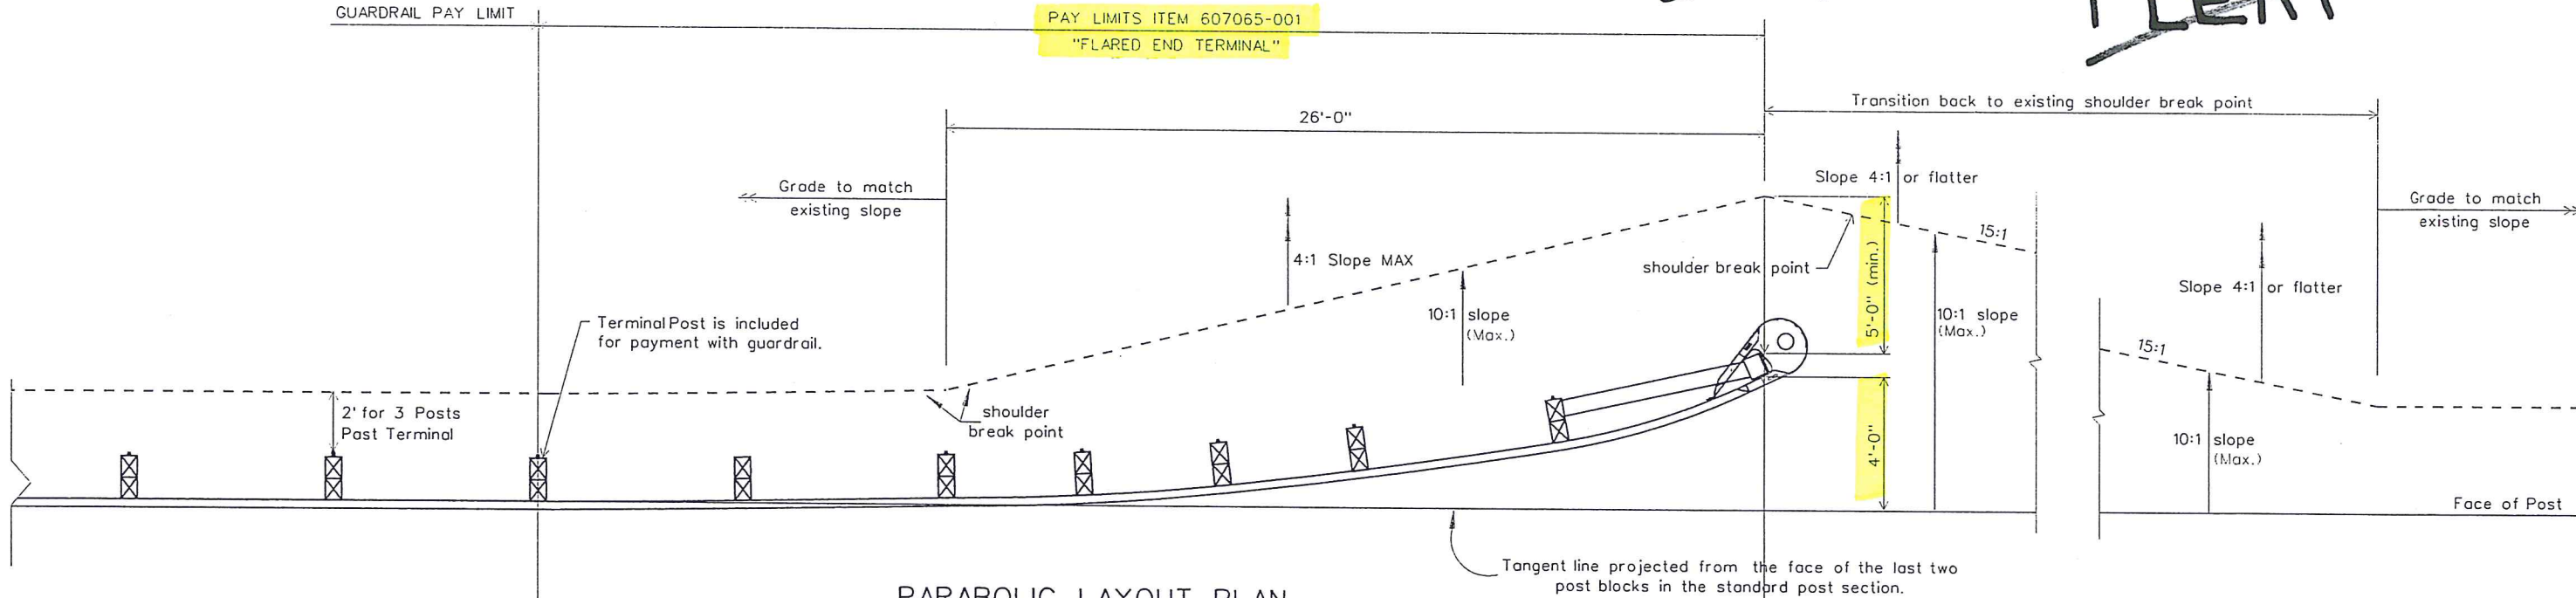 GUARDRAIL PAY LIMIT
PAY LIMITS ITEM 607065-001
"FLARED END TERMINAL"
Transition back to existing shoulder break point
26'-0"
Slope 4:1 or flatter
Grade to match
existing slope
Grade to match
existing slope
15:1
4:1 Slope MAX
shoulder break point
5'-0" (min.)
Slope 4:1 or flatter
10:1 slope
(Max.)
10:1 slope
(Max.)
Terminal Post is included
for payment with guardrail.
15:1
2' for 3 Posts
Past Terminal
shoulder
break point
4'-0"
10:1 slope
(Max.)
Face of Post
Tangent line projected from the face of the last two
post blocks in the standard post section.
PARABOLIC LAYOUT PLAN